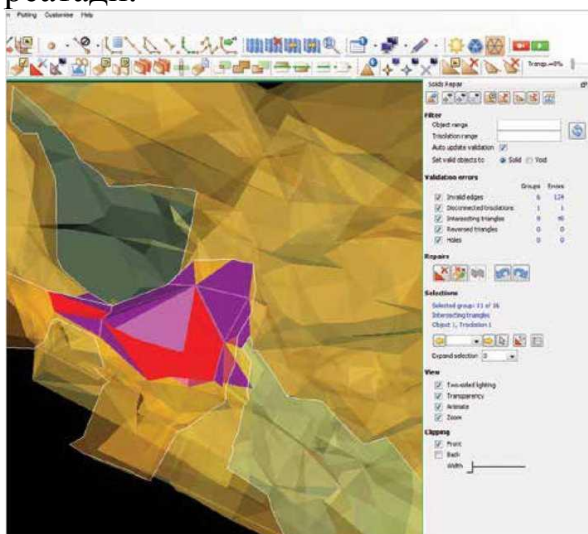 Plotting Customise Help
Transp.=0%
Solids Repair
Filter
Object range
Trisolation range
Auto update validation
Set valid objects to Solid Void
Validation errors
Groups Errors
Invalid edges 6 124
Disconnected trisolations 1 1
Intersecting triangles 9 90
Reversed triangles 0 0
Holes 0 0
Repairs
Selections
Selected group: 11 of 16
Intersecting triangles
Object 1, Trisolation 1
Expand selection 0
View
Two-sided lighting
Transparency
Animate
Zoom
Clipping
Front
Back
Width